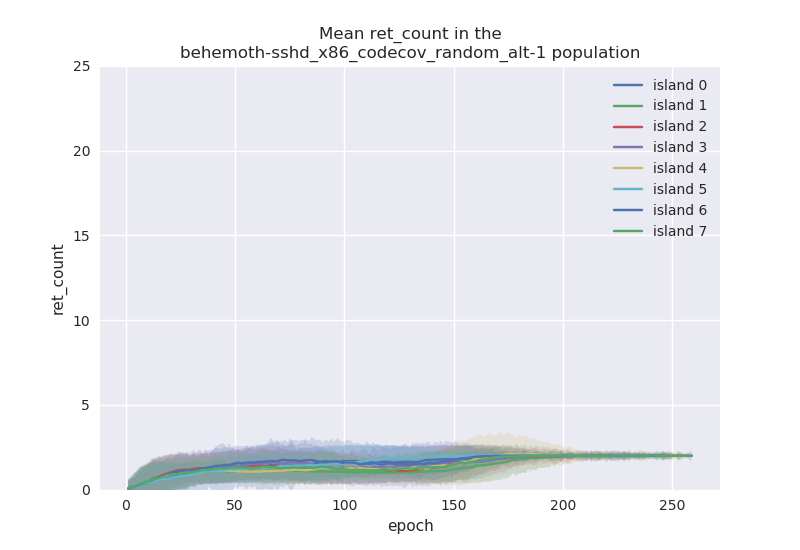 Mean ret_count in the
behemoth-sshd_x86_codecov_random_alt-1 population
25
20
15
10
5
0
ret_count
island 0
island 1
island 2
island 3
island 4
island 5
island 6
island 7
0
50
100
150
200
250
epoch